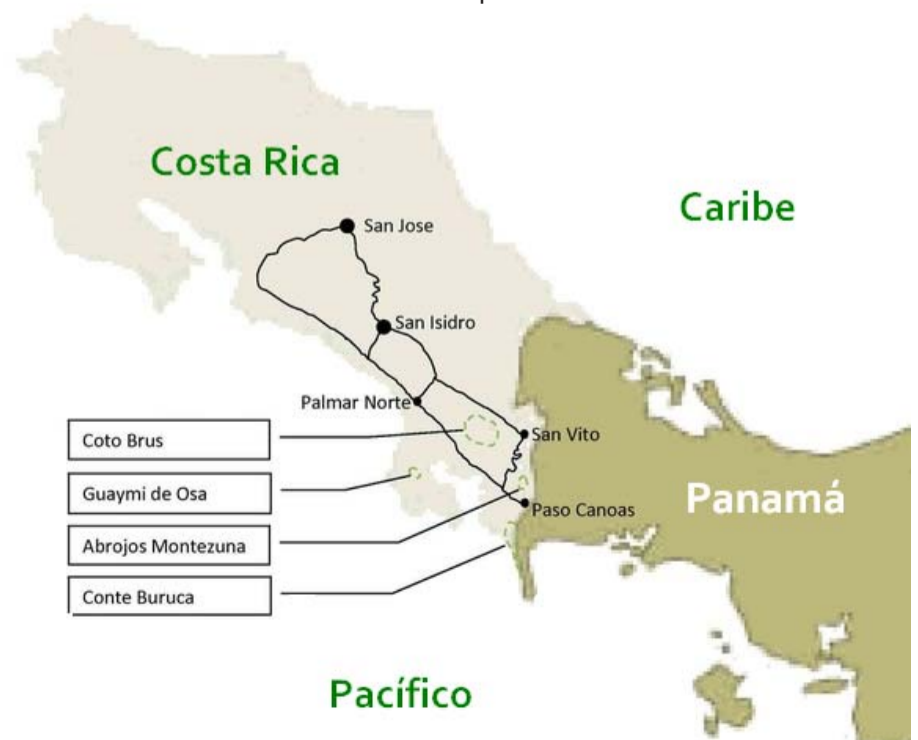 Costa Rica
Caribe
San Jose
San Isidro
Palmar Norte
Coto Brus
San Vito
Guaymi de Osa
Panamá
Paso Canoas
Abrojos Montezuna
Conte Buruca
Pacífico